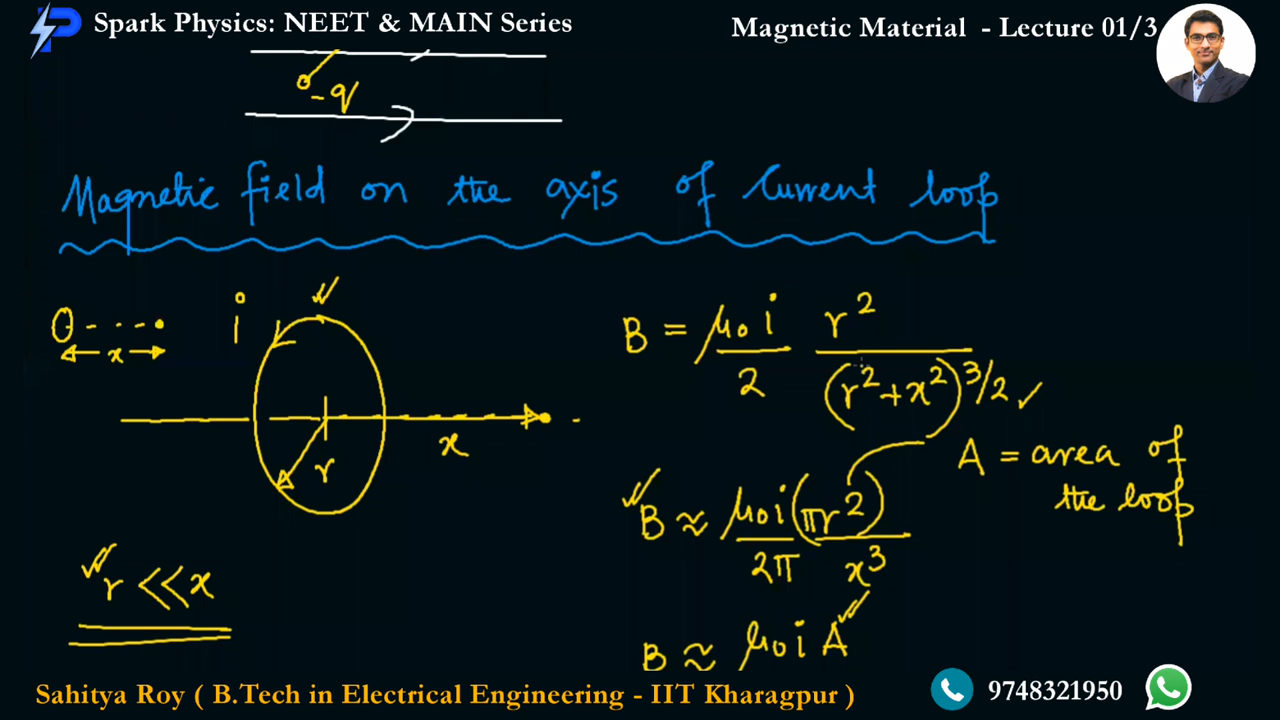 Spark Physics: NEET & MAIN Series
Magnetic Material - Lecture 01/3
-q
Magnetic field on the axis of Current loop
x
i
x
r
r << x
B = μ₀i/2 r²/(r²+x²)^3/2
A = area of
the loop
B ≈ μ₀i(πr²)/2π x³
B ≈ μ₀iA
Sahitya Roy ( B.Tech in Electrical Engineering - IIT Kharagpur )
9748321950